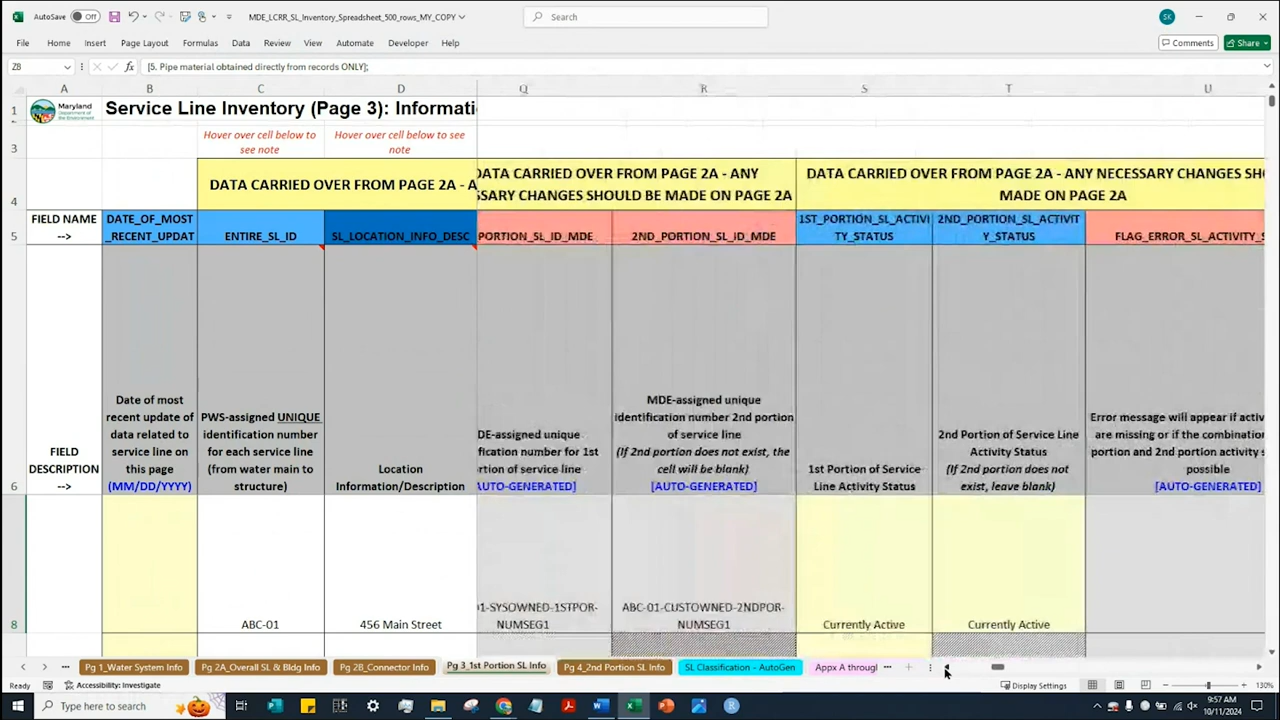 AutoSave Off
MDE_LCRR_SL_Inventory_Spreadsheet_500_rows_MY_COPY
Search
SK
File Home Insert Page Layout Formulas Data Review View Automate Developer Help
Comments Share
Z8
fx
[5. Pipe material obtained directly from records ONLY];
A B C D Q R S T U
1
Maryland
Service Line Inventory (Page 3): Informati
3
Hover over cell below to
see note
Hover over cell below to see
note
4
DATA CARRIED OVER FROM PAGE 2A - A
DATA CARRIED OVER FROM PAGE 2A - ANY
SSARY CHANGES SHOULD BE MADE ON PAGE 2A
DATA CARRIED OVER FROM PAGE 2A - ANY NECESSARY CHANGES SH
MADE ON PAGE 2A
5
FIELD NAME
-->
DATE_OF_MOST
_RECENT_UPDAT
ENTIRE_SL_ID
SL_LOCATION_INFO_DESC
PORTION_SL_ID_MDE
2ND_PORTION_SL_ID_MDE
1ST_PORTION_SL_ACTIVI
TY_STATUS
2ND_PORTION_SL_ACTIVIT
Y_STATUS
FLAG_ERROR_SL_ACTIVITY_S
6
FIELD
DESCRIPTION
-->
Date of most
recent update of
data related to
service line on
this page
(MM/DD/YYYY)
PWS-assigned UNIQUE
identification number
for each service line
(from water main to
structure)
Location
Information/Description
DE-assigned unique
ification number for 1st
ortion of service line
AUTO-GENERATED]
MDE-assigned unique
identification number 2nd portion
of service line
(If 2nd portion does not exist, the
cell will be blank)
[AUTO-GENERATED]
1st Portion of Service
Line Activity Status
2nd Portion of Service Line
Activity Status
(If 2nd portion does not
exist, leave blank)
Error message will appear if activ
are missing or if the combination
portion and 2nd portion activity s
possible
[AUTO-GENERATED]
8
ABC-01
456 Main Street
01-SYSOWNED-1STPOR-
NUMSEG1
ABC-01-CUSTOWNED-2NDPOR-
NUMSEG1
Currently Active
Currently Active
Pg 1_Water System Info
Pg 2A_Overall SL & Bldg Info
Pg 2B_Connector Info
Pg 3_1st Portion SL Info
Pg 4_2nd Portion SL Info
SL Classification - AutoGen
Appx A throug
Ready
Accessibility: Investigate
Display Settings
130%
Type here to search
9:57 AM
10/11/2024